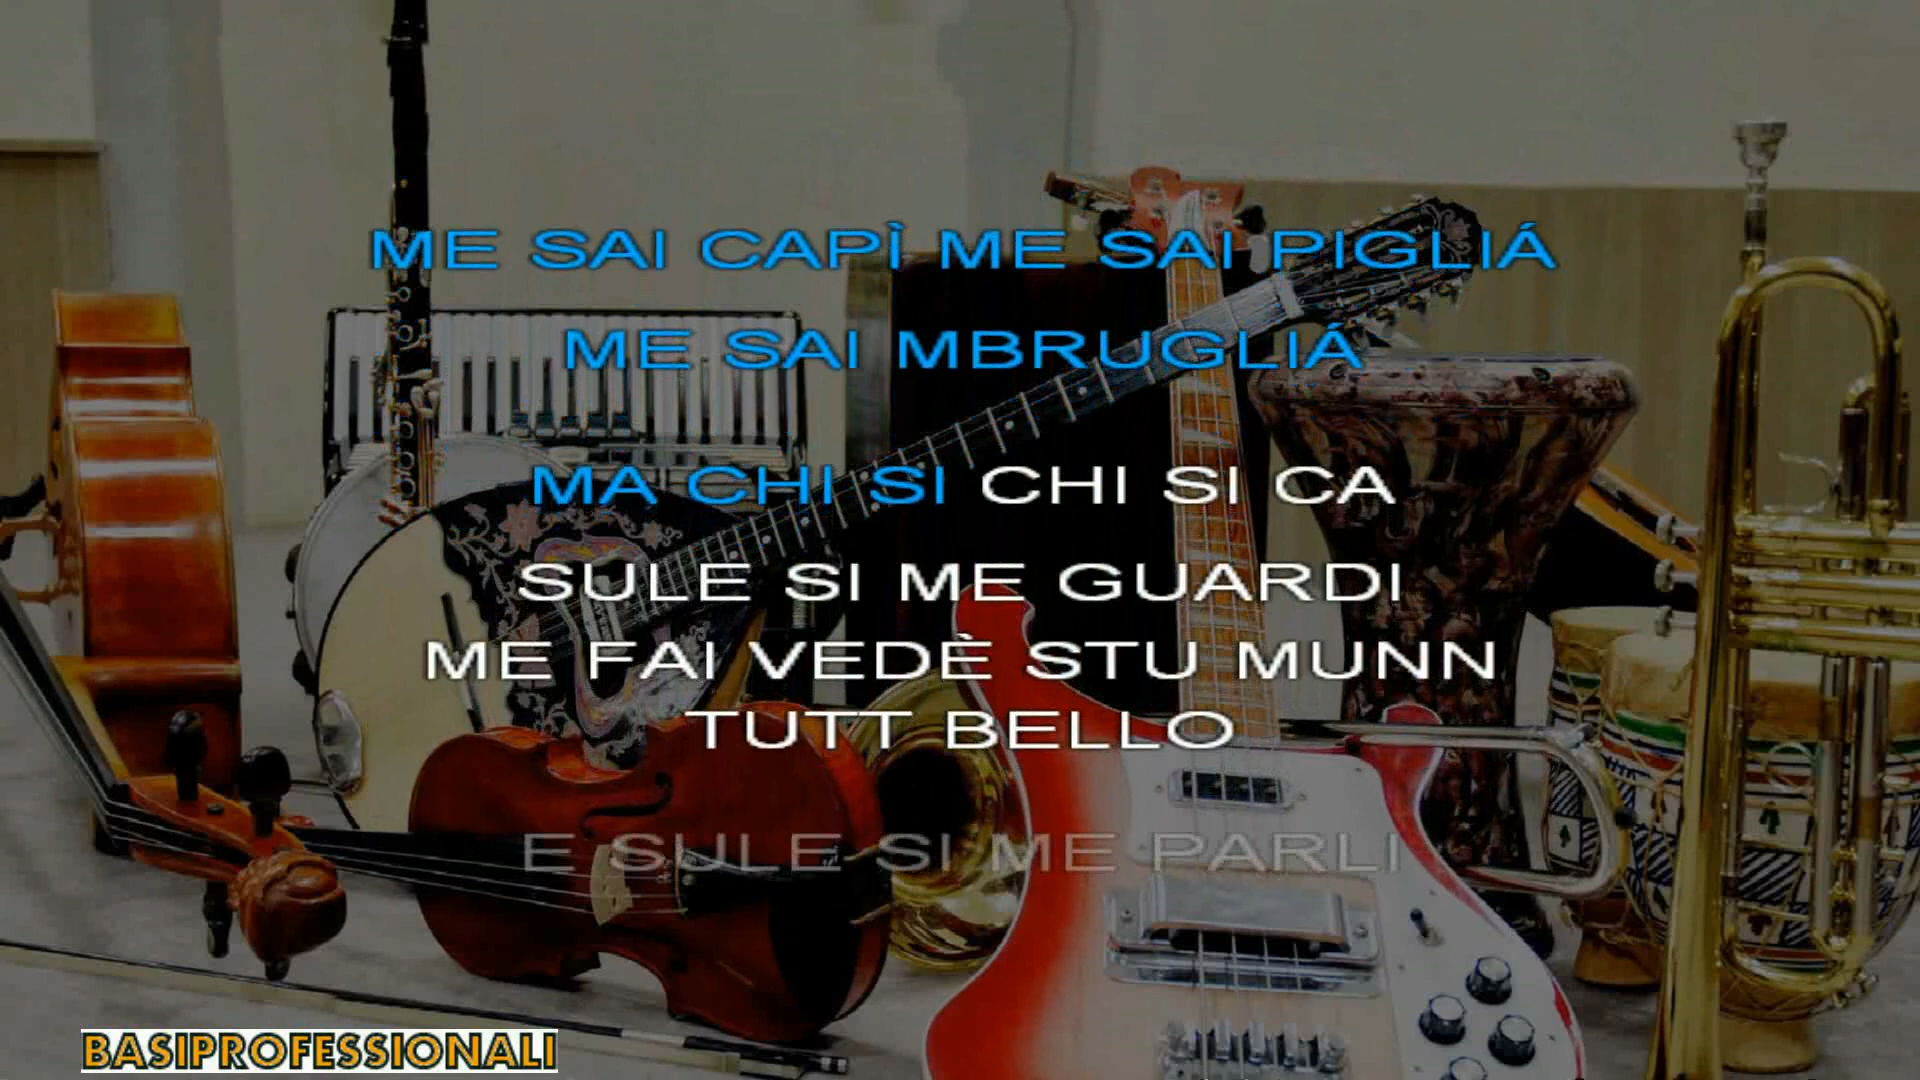 ME SAI CAPÌ ME SAI PIGLIÁ
ME SAI MBRUGLIÁ
MA CHI SI CHI SI CA
SULE SI ME GUARDI
ME FAI VEDÈ STU MUNN
TUTT BELLO
E SULE SI ME PARLI
BASIPROFESSIONALI